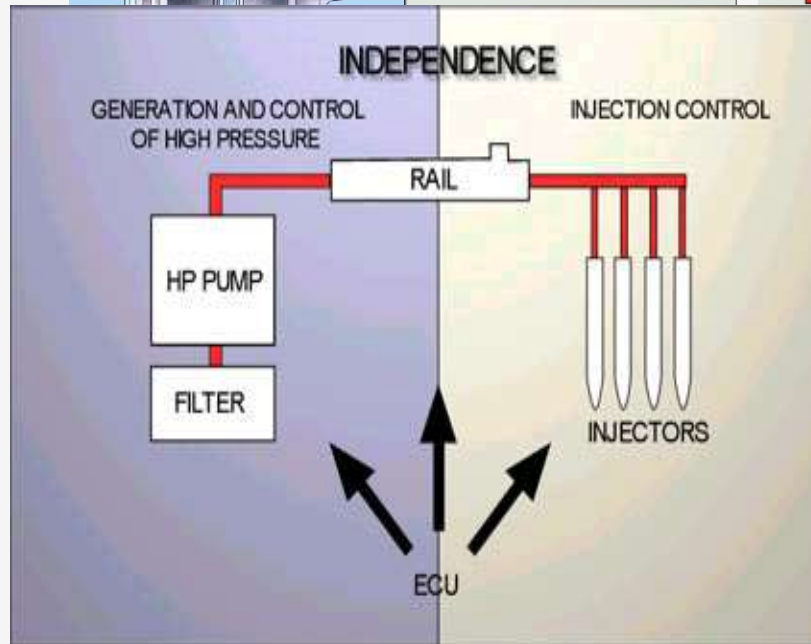 INDEPENDENCE
GENERATION AND CONTROL
OF HIGH PRESSURE
INJECTION CONTROL
RAIL
HP PUMP
FILTER
INJECTORS
ECU